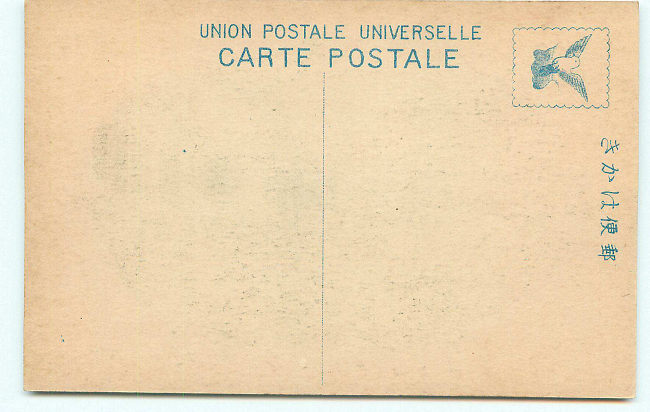 UNION POSTALE UNIVERSELLE
CARTE POSTALE
きかは便郵